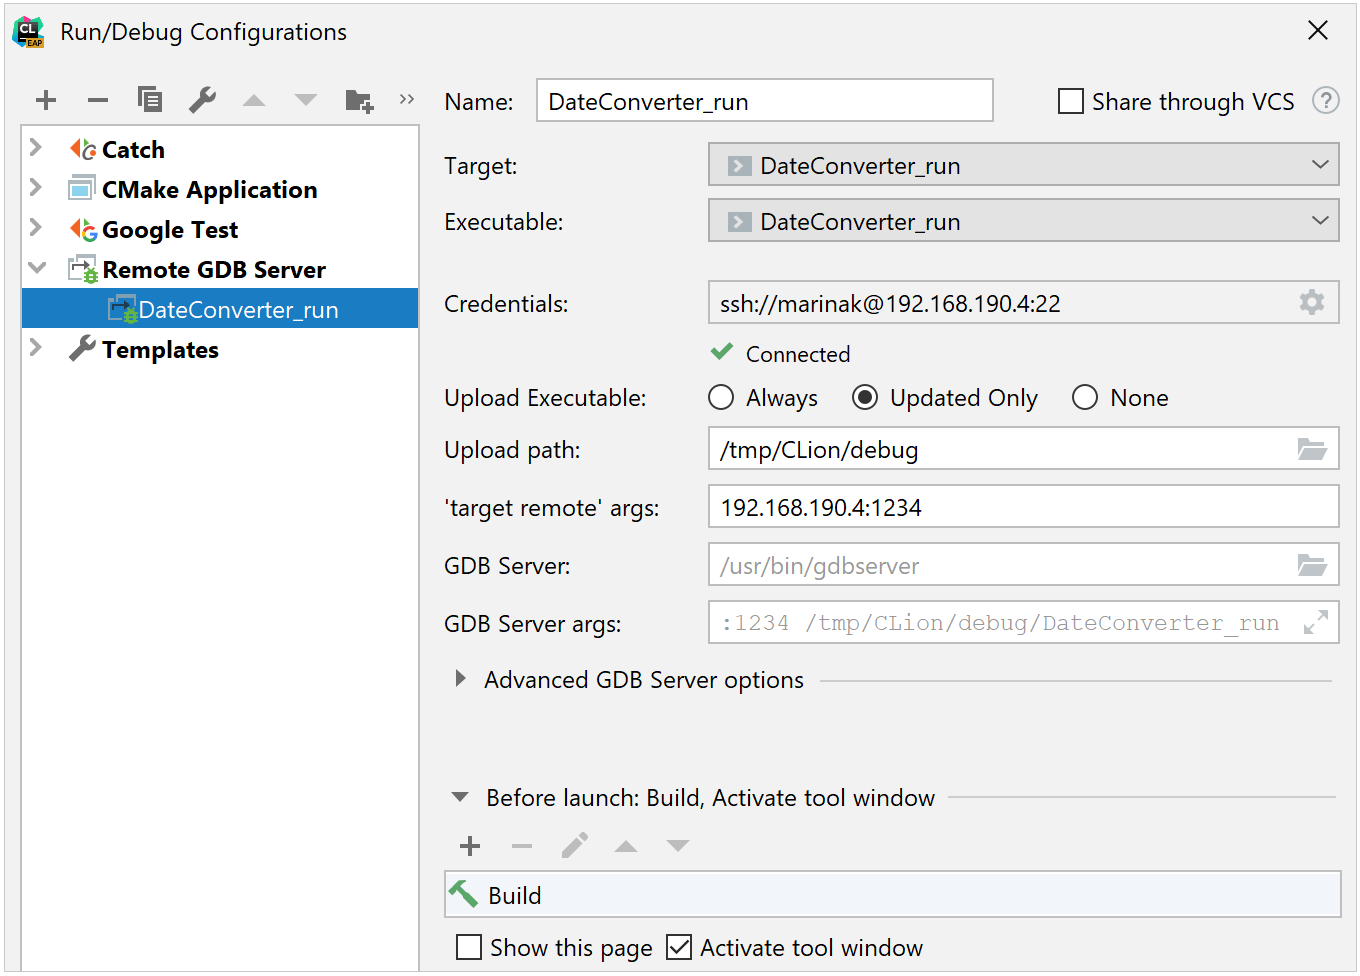 CL
EAP
Run/Debug Configurations
Name: DateConverter_run Share through VCS ?
Catch
CMake Application
Google Test
Remote GDB Server
DateConverter_run
Templates
Target: DateConverter_run
Executable: DateConverter_run
Credentials: ssh://marinak@192.168.190.4:22
Connected
Upload Executable: Always Updated Only None
Upload path: /tmp/CLion/debug
'target remote' args: 192.168.190.4:1234
GDB Server: /usr/bin/gdbserver
GDB Server args: :1234 /tmp/CLion/debug/DateConverter_run
Advanced GDB Server options
Before launch: Build, Activate tool window
Build
Show this page Activate tool window